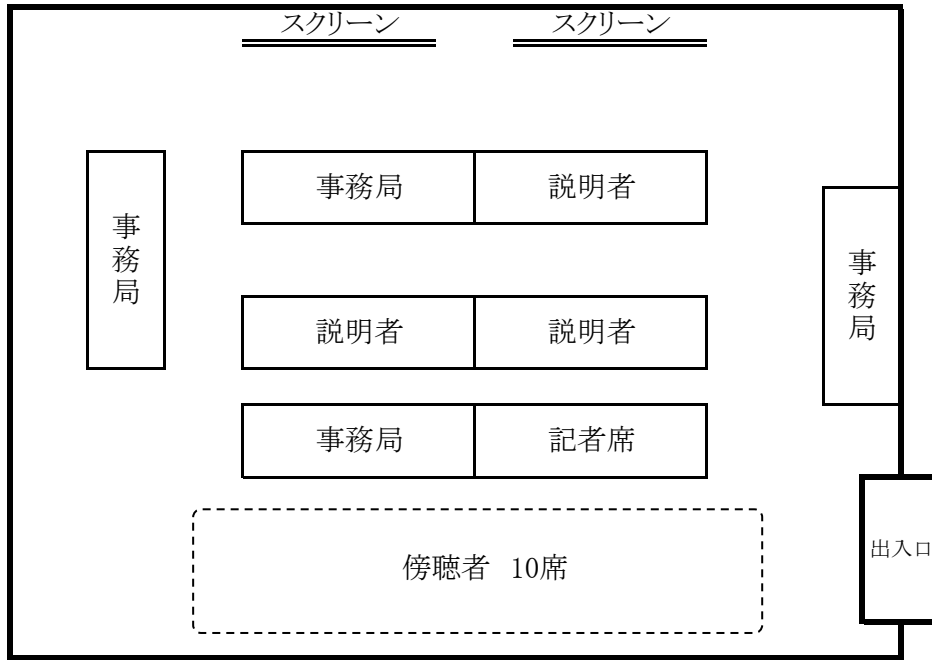 スクリーン スクリーン
事務局 説明者
事務局
説明者 説明者
事務局
事務局 記者席
傍聴者 10席
出入口